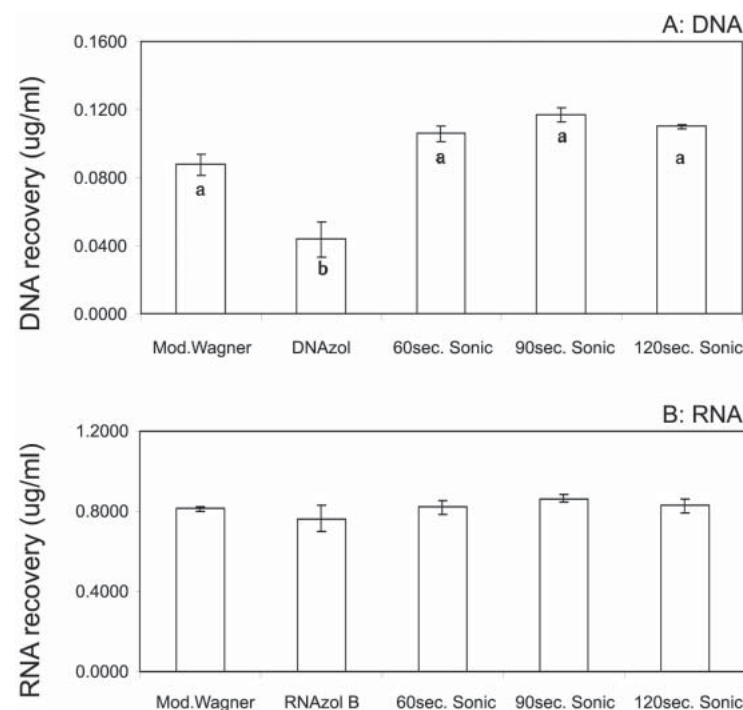 A: DNA
DNA recovery (ug/ml)
0.1600
0.1200
0.0800
0.0400
0.0000
a
b
a
a
a
Mod.Wagner DNAzol 60sec. Sonic 90sec. Sonic 120sec. Sonic
B: RNA
RNA recovery (ug/ml)
1.2000
0.8000
0.4000
0.0000
Mod.Wagner RNAzol B 60sec. Sonic 90sec. Sonic 120sec. Sonic